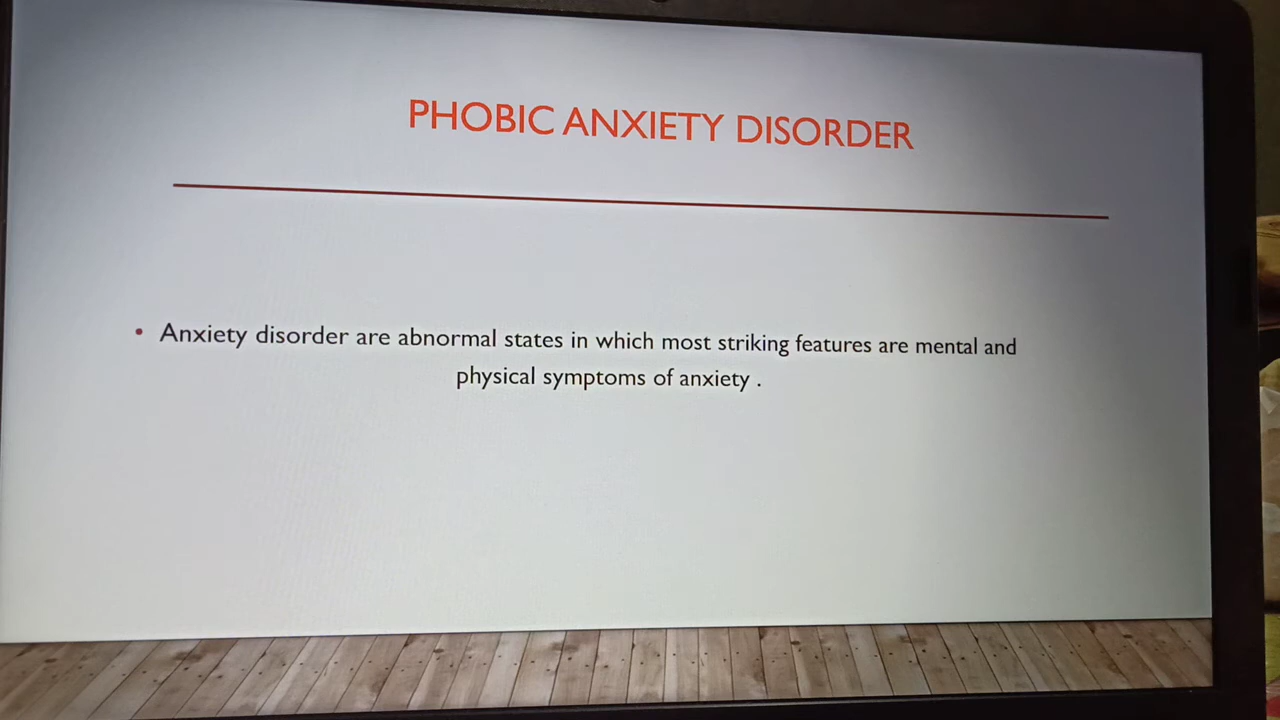 PHOBIC ANXIETY DISORDER
• Anxiety disorder are abnormal states in which most striking features are mental and
physical symptoms of anxiety .